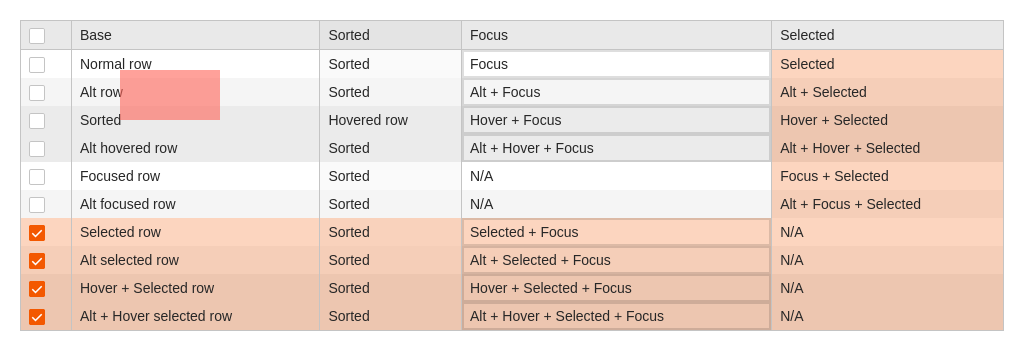 Base Sorted Focus Selected
Normal row Sorted Focus Selected
Alt row Sorted Alt + Focus Alt + Selected
Sorted Hovered row Hover + Focus Hover + Selected
Alt hovered row Sorted Alt + Hover + Focus Alt + Hover + Selected
Focused row Sorted N/A Focus + Selected
Alt focused row Sorted N/A Alt + Focus + Selected
Selected row Sorted Selected + Focus N/A
Alt selected row Sorted Alt + Selected + Focus N/A
Hover + Selected row Sorted Hover + Selected + Focus N/A
Alt + Hover selected row Sorted Alt + Hover + Selected + Focus N/A